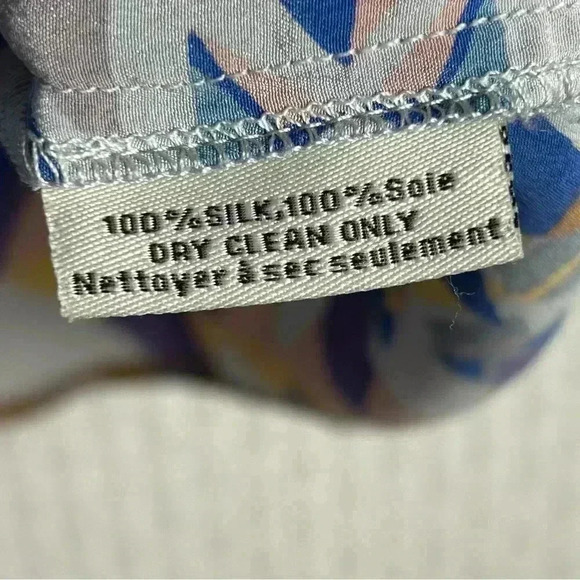 100%SILK,100%Soie
DRY CLEAN ONLY
Nettoyer à sec seulement